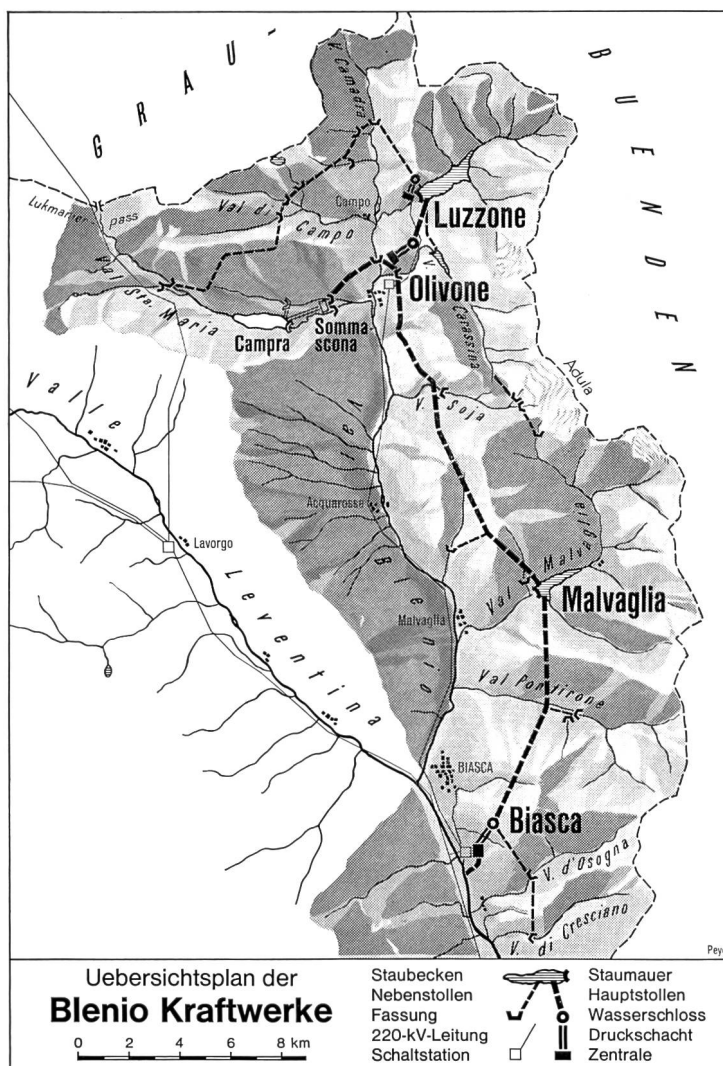 GRAU-
BUENDEN
V. Camadra
Lukmanier pass
Val di Campo
Campo
Luzzone
Val Sta. Maria
Campra
Somma
scona
Olivone
V. Carassina
Adula
Valle
Leventina
V. Soja
Val Blenio
Acquarossa
Lavorgo
Val Malvaglia
Malvaglia
Malvaglia
Val Pontirone
BIASCA
Biasca
V. d'Osogna
V. di Cresciano
Uebersichtsplan der
Blenio Kraftwerke
0 2 4 6 8 km
Staubecken Staumauer
Nebenstollen Hauptstollen
Fassung Wasserschloss
220-kV-Leitung Druckschacht
Schaltstation Zentrale